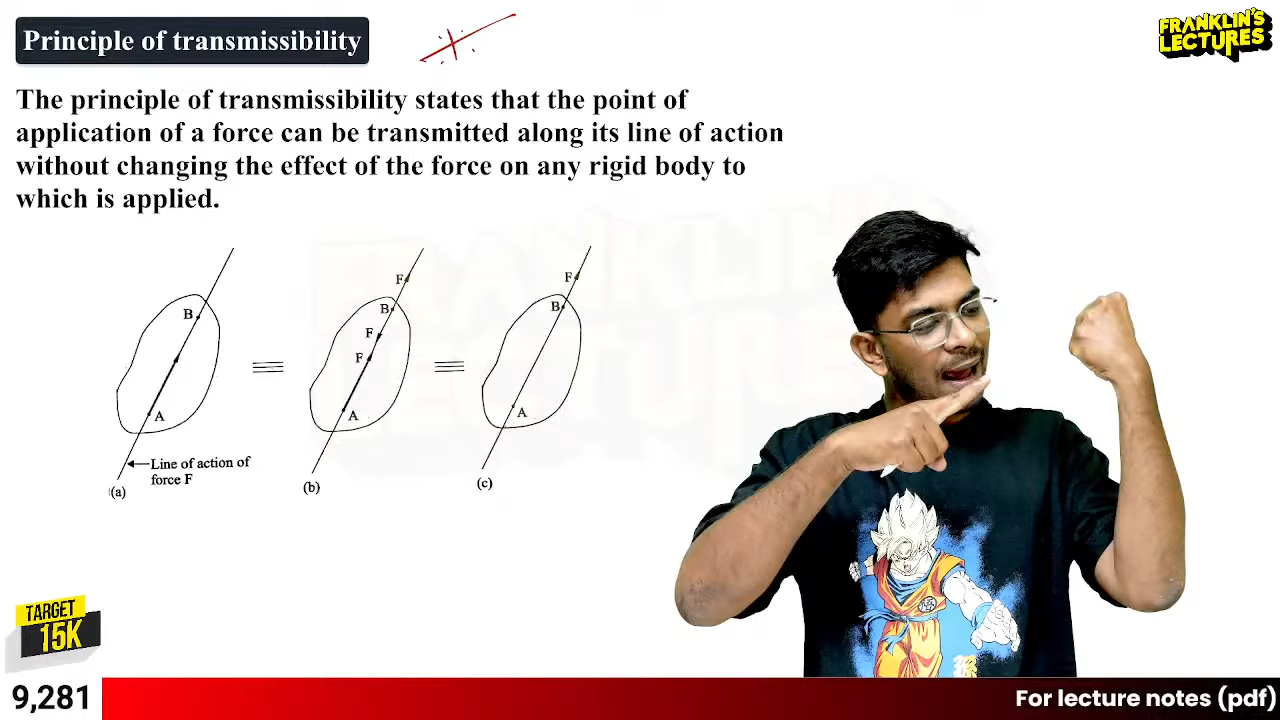 Principle of transmissibility
FRANKLIN'S
LECTURES
The principle of transmissibility states that the point of
application of a force can be transmitted along its line of action
without changing the effect of the force on any rigid body to
which is applied.
B
A
Line of action of
force F
(a)
F
B
F
F
A
(b)
F
B
A
(c)
FRANKLIN'S
LECTURES
TARGET
15K
9,281
For lecture notes (pdf)